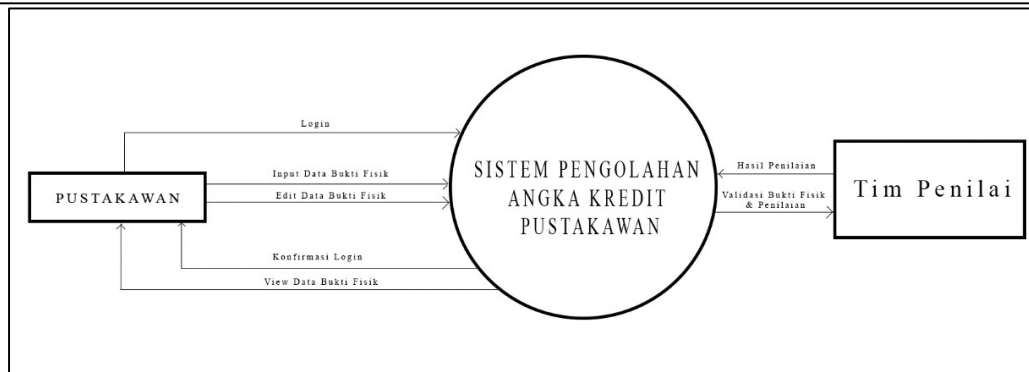 Login
PUSTAKAWAN
Input Data Bukti Fisik
Edit Data Bukti Fisik
Konfirmasi Login
View Data Bukti Fisik
SISTEM PENGOLAHAN
ANGKA KREDIT
PUSTAKAWAN
Hasil Penilaian
Validasi Bukti Fisik
& Penilaian
Tim Penilai